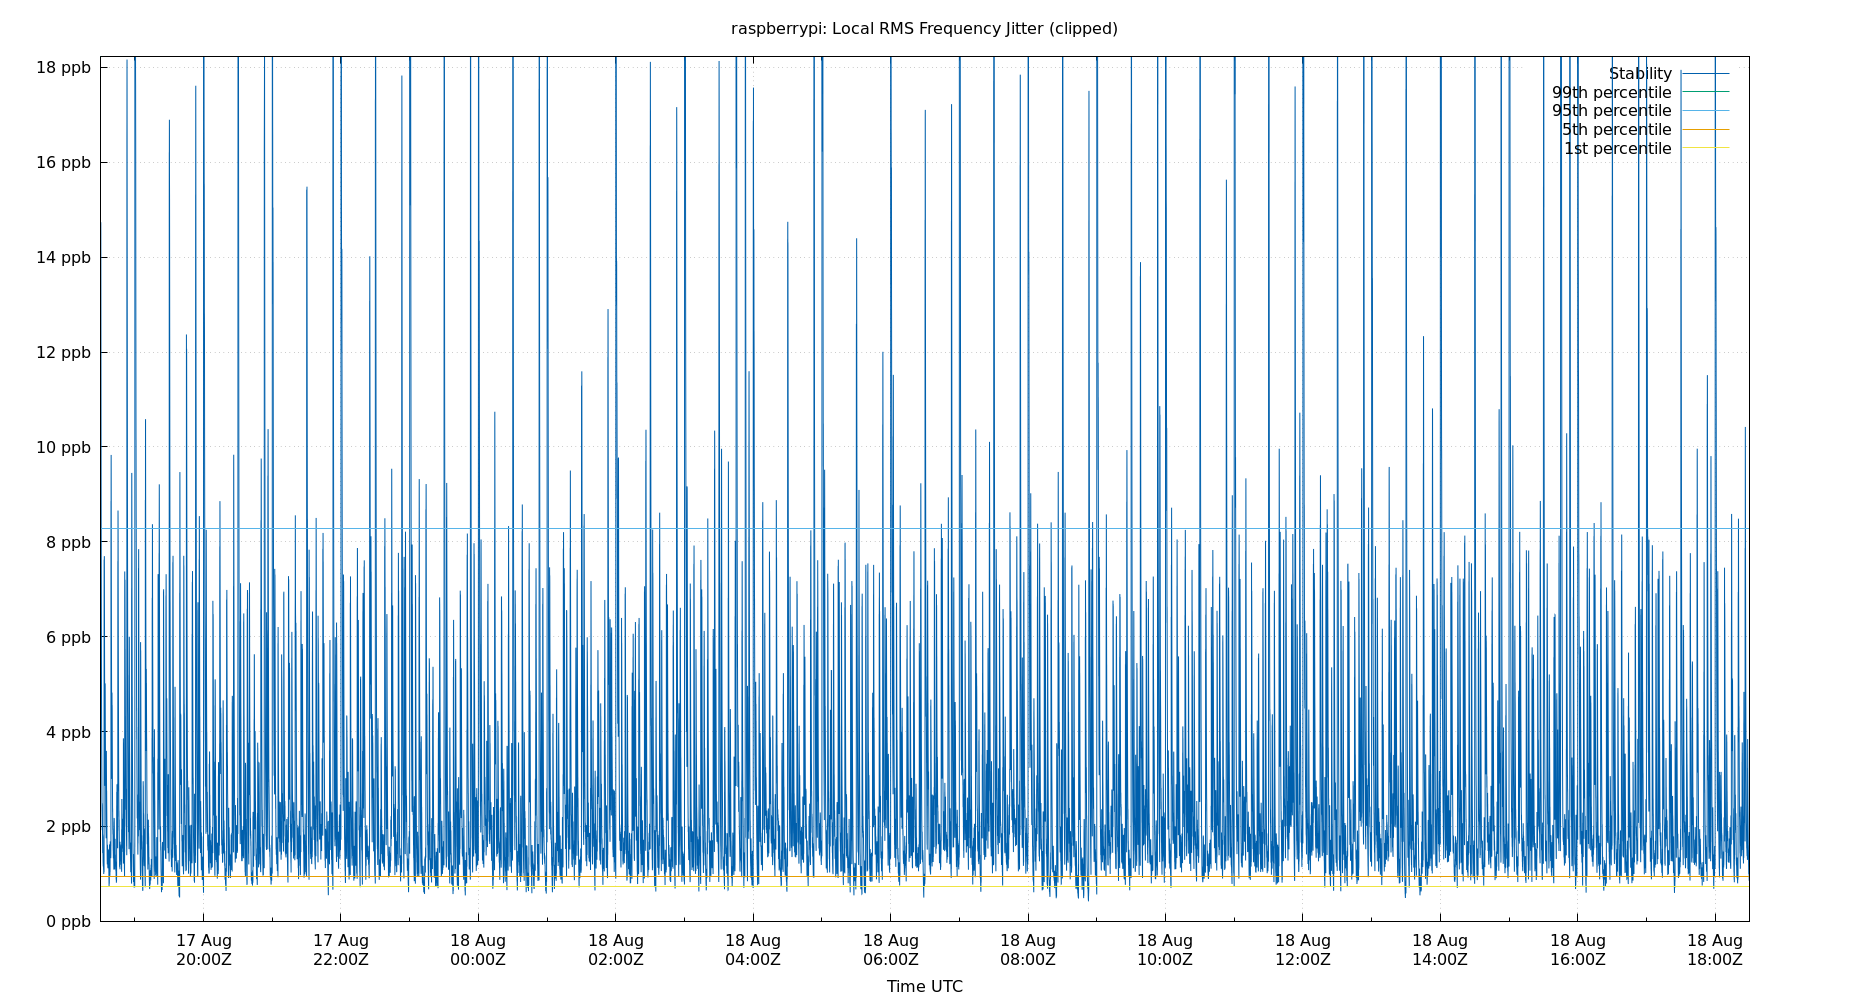 raspberrypi: Local RMS Frequency Jitter (clipped)
18 ppb
16 ppb
14 ppb
12 ppb
10 ppb
8 ppb
6 ppb
4 ppb
2 ppb
0 ppb
Stability
99th percentile
95th percentile
5th percentile
1st percentile
17 Aug 17 Aug 18 Aug 18 Aug 18 Aug 18 Aug 18 Aug 18 Aug 18 Aug 18 Aug 18 Aug 18 Aug
20:00Z 22:00Z 00:00Z 02:00Z 04:00Z 06:00Z 08:00Z 10:00Z 12:00Z 14:00Z 16:00Z 18:00Z
Time UTC